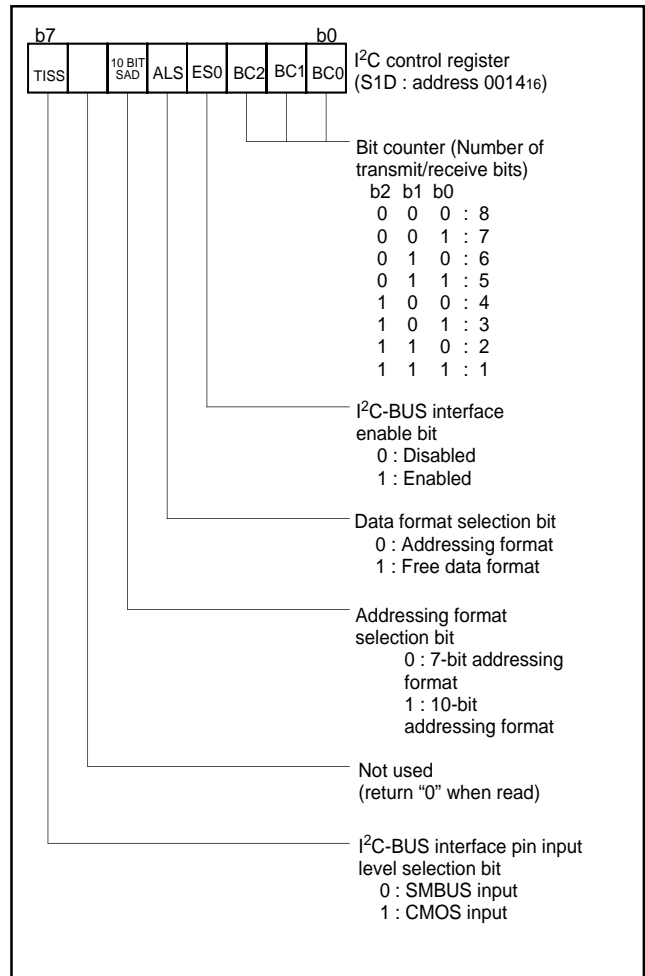 b7 b0
TISS 10 BIT SAD ALS ES0 BC2 BC1 BC0
I²C control register
(S1D : address 0014₁₆)
Bit counter (Number of
transmit/receive bits)
b2 b1 b0
0 0 0 : 8
0 0 1 : 7
0 1 0 : 6
0 1 1 : 5
1 0 0 : 4
1 0 1 : 3
1 1 0 : 2
1 1 1 : 1
I²C-BUS interface
enable bit
0 : Disabled
1 : Enabled
Data format selection bit
0 : Addressing format
1 : Free data format
Addressing format
selection bit
0 : 7-bit addressing
format
1 : 10-bit
addressing format
Not used
(return “0” when read)
I²C-BUS interface pin input
level selection bit
0 : SMBUS input
1 : CMOS input